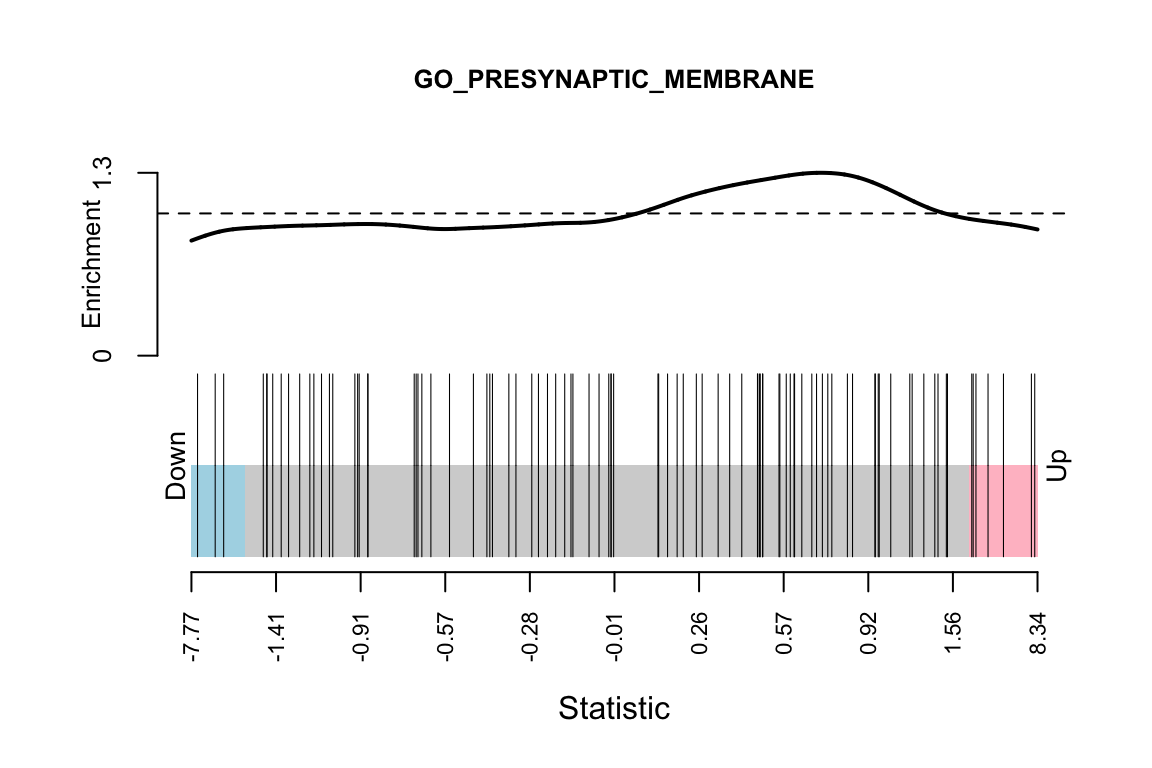 GO_PRESYNAPTIC_MEMBRANE
1.3
Enrichment
0
Down
Up
-7.77 -1.41 -0.91 -0.57 -0.28 -0.01 0.26 0.57 0.92 1.56 8.34
Statistic